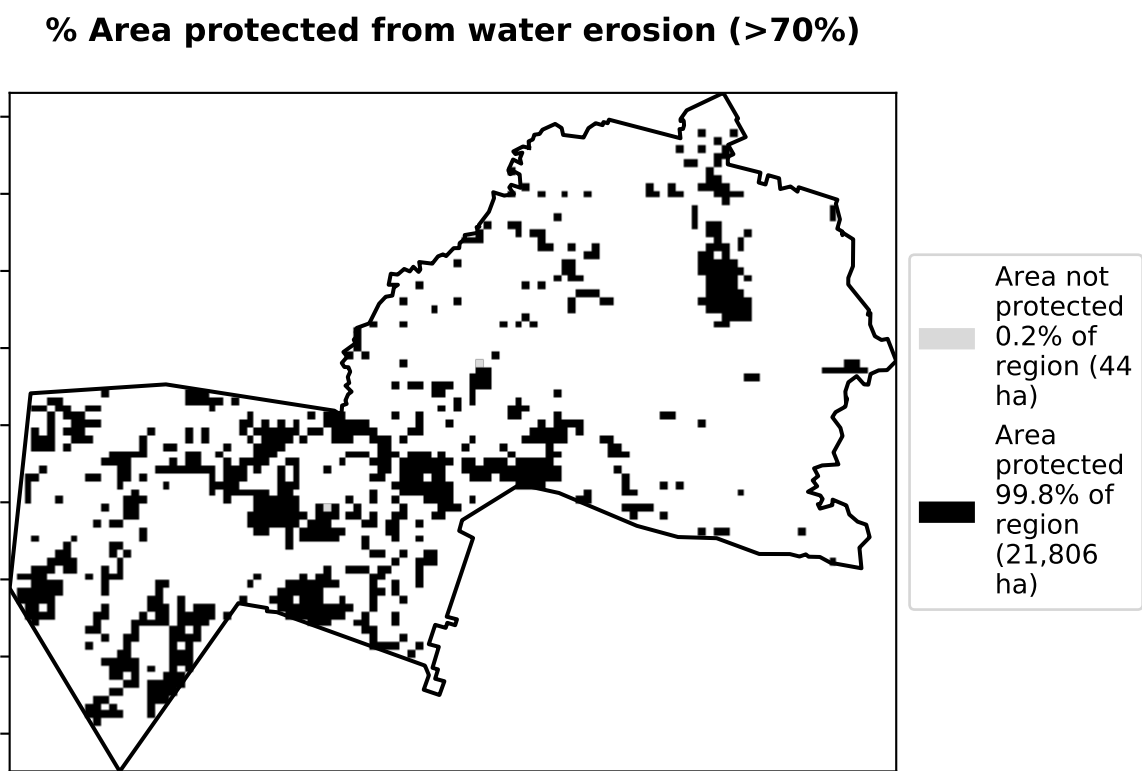 % Area protected from water erosion (>70%)
Area not
protected
0.2% of
region (44
ha)
Area
protected
99.8% of
region
(21,806
ha)